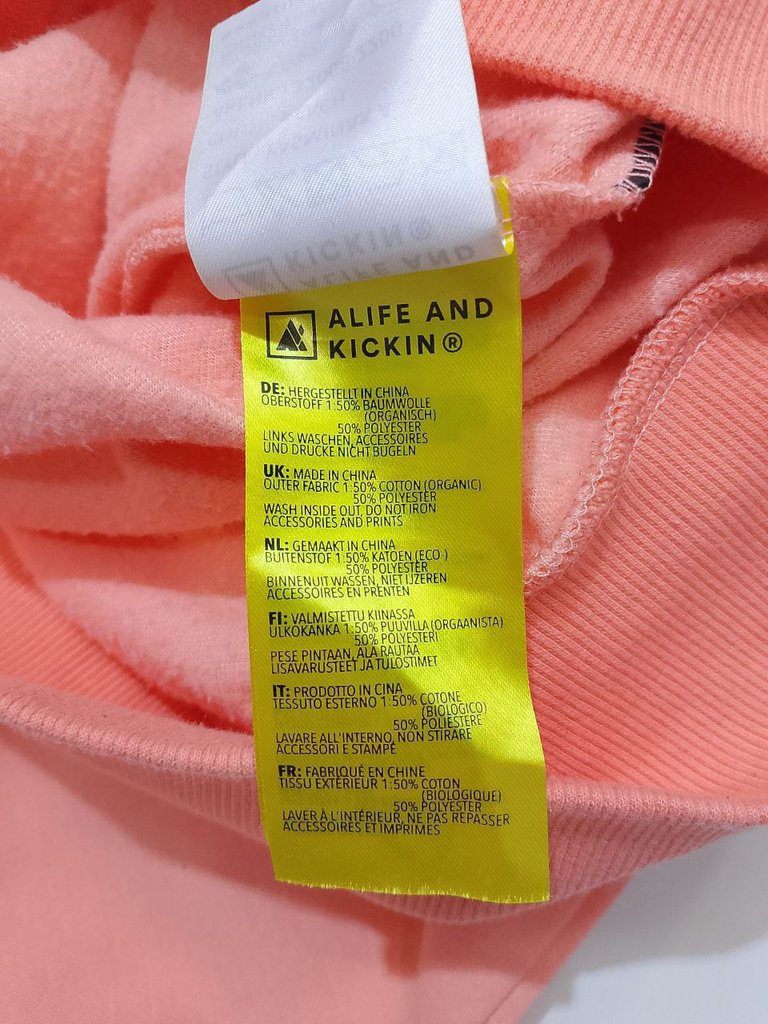 ALIFE AND
KICKIN®
DE: HERGESTELLT IN CHINA
OBERSTOFF 1:50% BAUMWOLLE
(ORGANISCH)
50% POLYESTER
LINKS WASCHEN, ACCESSOIRES
UND DRUCKE NICHT BÜGELN
UK: MADE IN CHINA
OUTER FABRIC 1:50% COTTON (ORGANIC)
50% POLYESTER
WASH INSIDE OUT, DO NOT IRON
ACCESSORIES AND PRINTS
NL: GEMAAKT IN CHINA
BUITENSTOF 1:50% KATOEN (ECO-)
50% POLYESTER
BINNENUIT WASSEN, NIET IJZEREN
ACCESSOIRES EN PRENTEN
FI: VALMISTETTU KIINASSA
ULKOKANKA 1:50% PUUVILLA (ORGAANISTA)
50% POLYESTERI
PESE PINTAAN, ALA RAUTAA
LISAVARUSTEET JA TULOSTIMET
IT: PRODOTTO IN CINA
TESSUTO ESTERNO 1:50% COTONE
(BIOLOGICO)
50% POLIESTERE
LAVARE ALL'INTERNO, NON STIRARE
ACCESSORI E STAMPE
FR: FABRIQUÉ EN CHINE
TISSU EXTÉRIEUR 1:50% COTON
(BIOLOGIQUE)
50% POLYESTER
LAVER À L'INTÉRIEUR, NE PAS REPASSER
ACCESSOIRES ET IMPRIMES